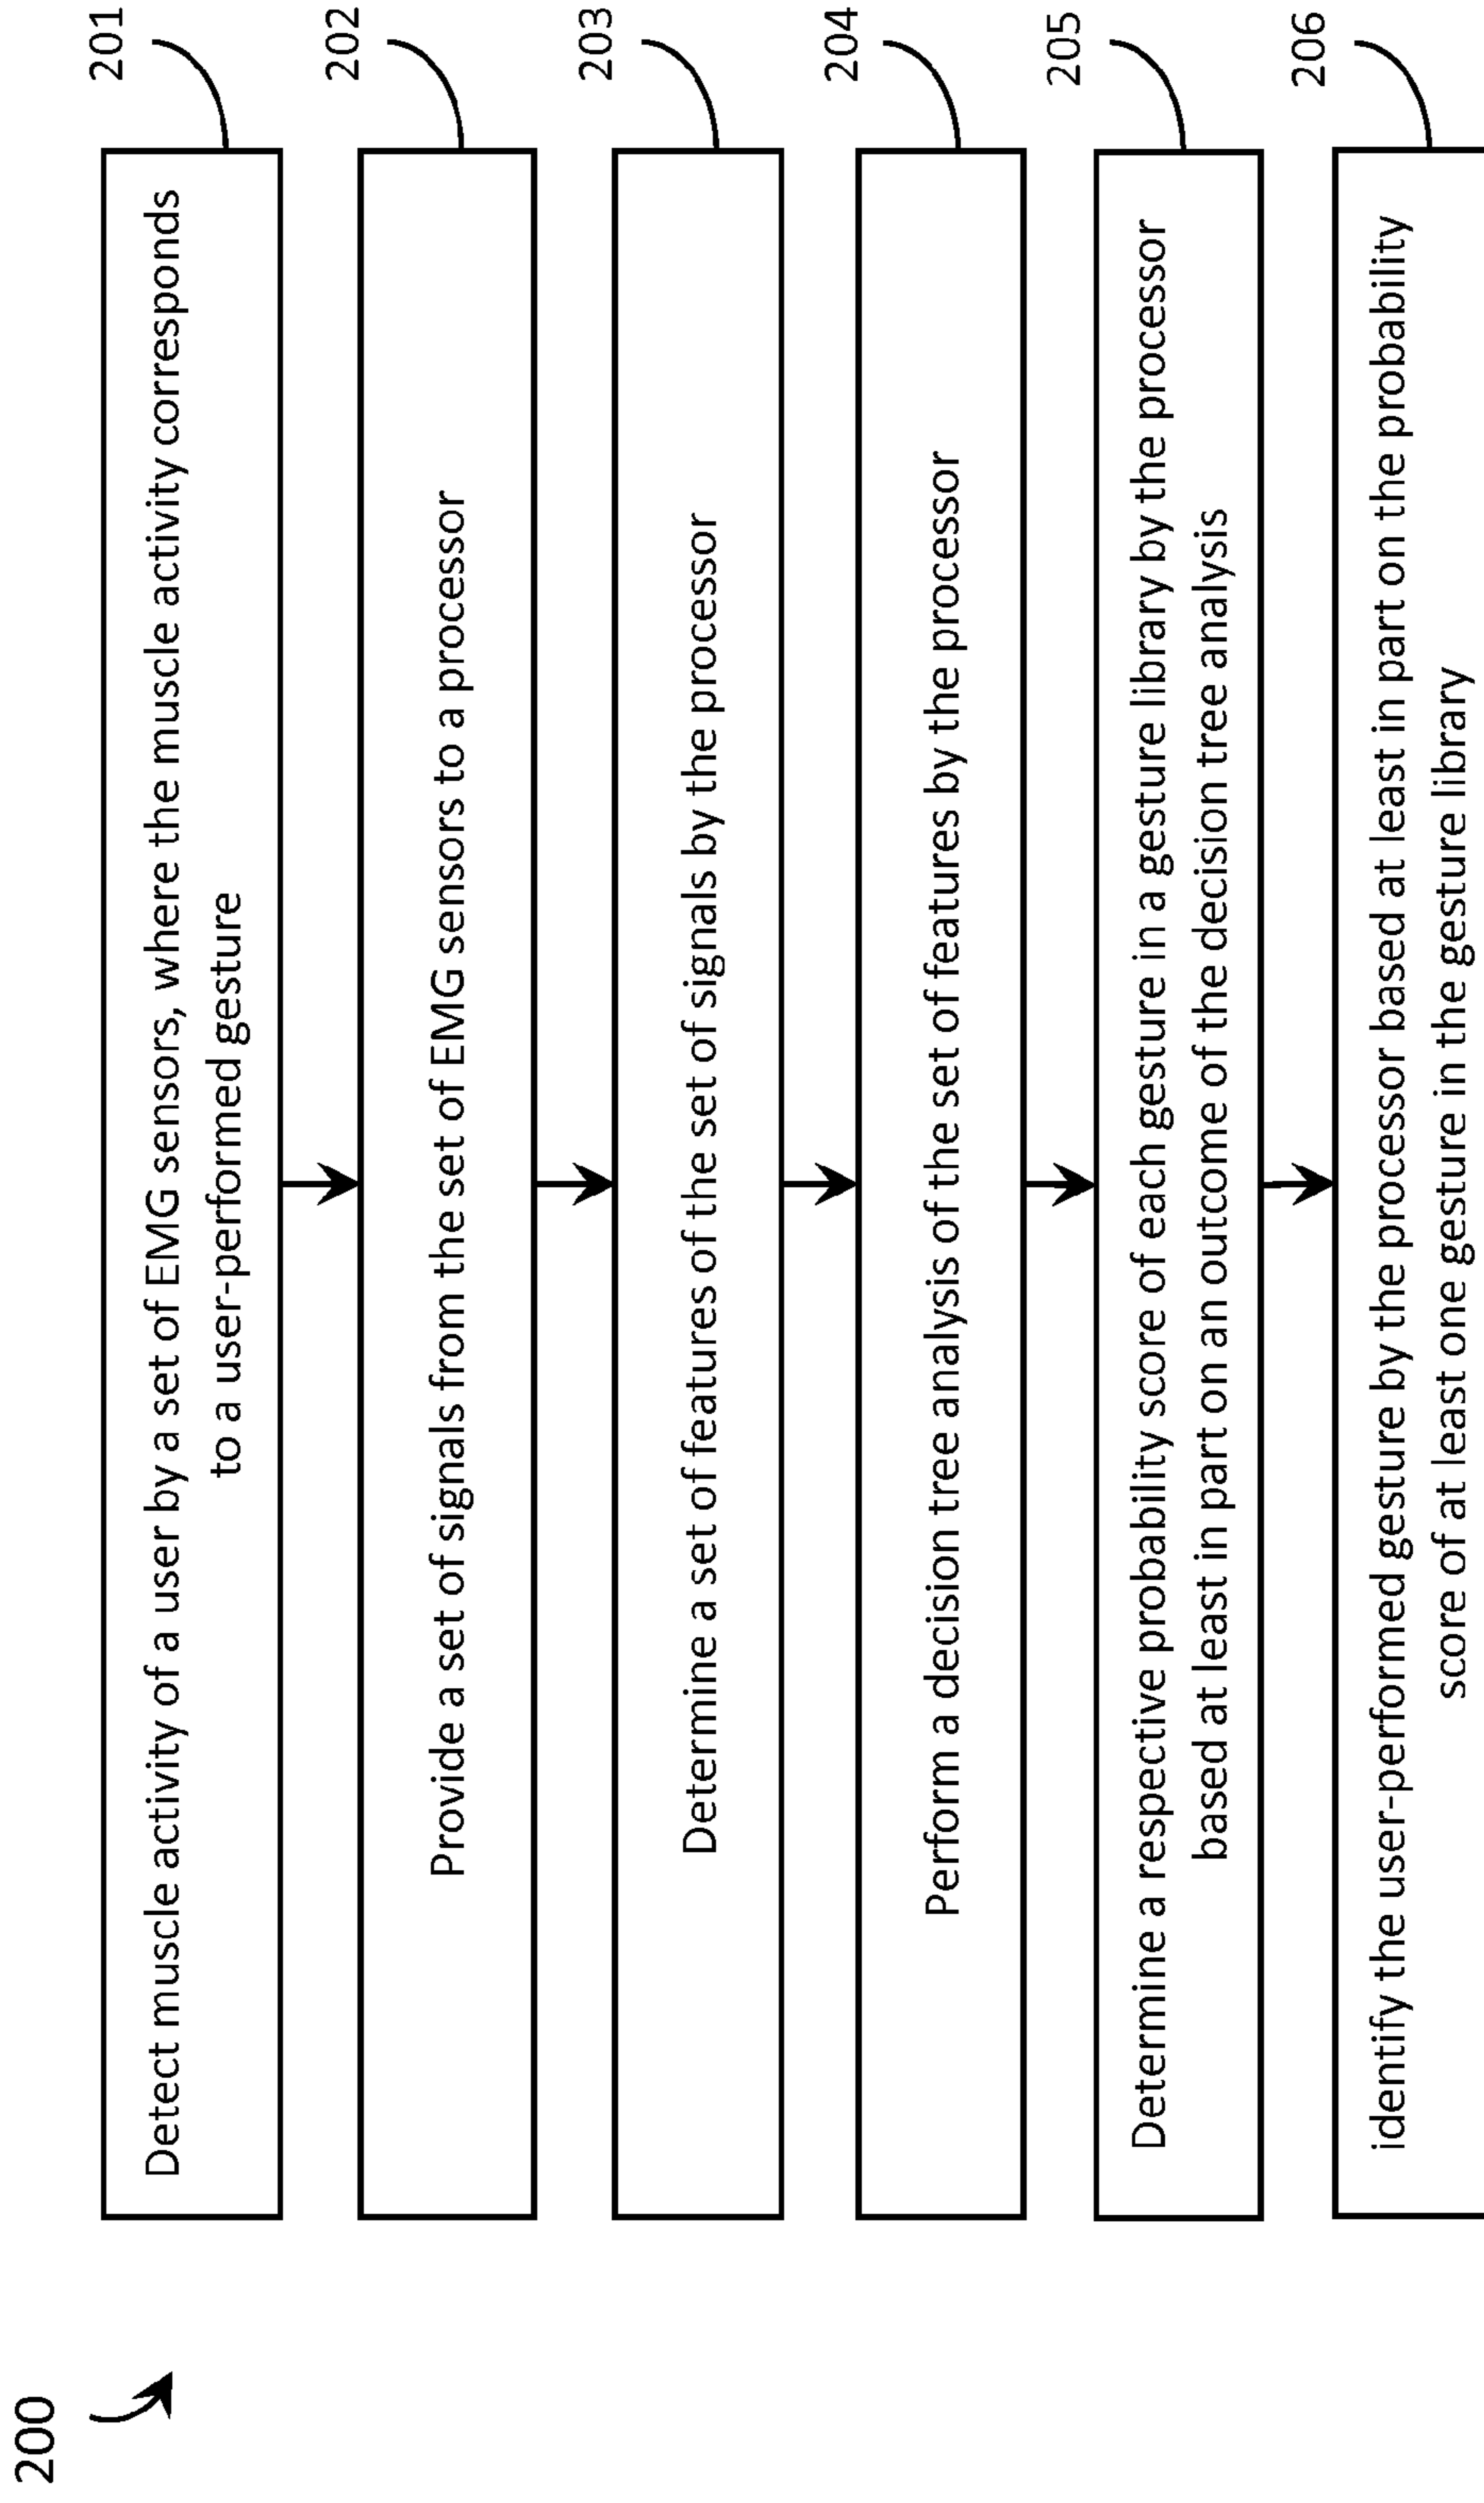 200
201
Detect muscle activity of a user by a set of EMG sensors, where the muscle activity corresponds
to a user-performed gesture
202
Provide a set of signals from the set of EMG sensors to a processor
203
Determine a set of features of the set of signals by the processor
204
Perform a decision tree analysis of the set of features by the processor
205
Determine a respective probability score of each gesture in a gesture library by the processor
based at least in part on an outcome of the decision tree analysis
206
identify the user-performed gesture by the processor based at least in part on the probability
score of at least one gesture in the gesture library